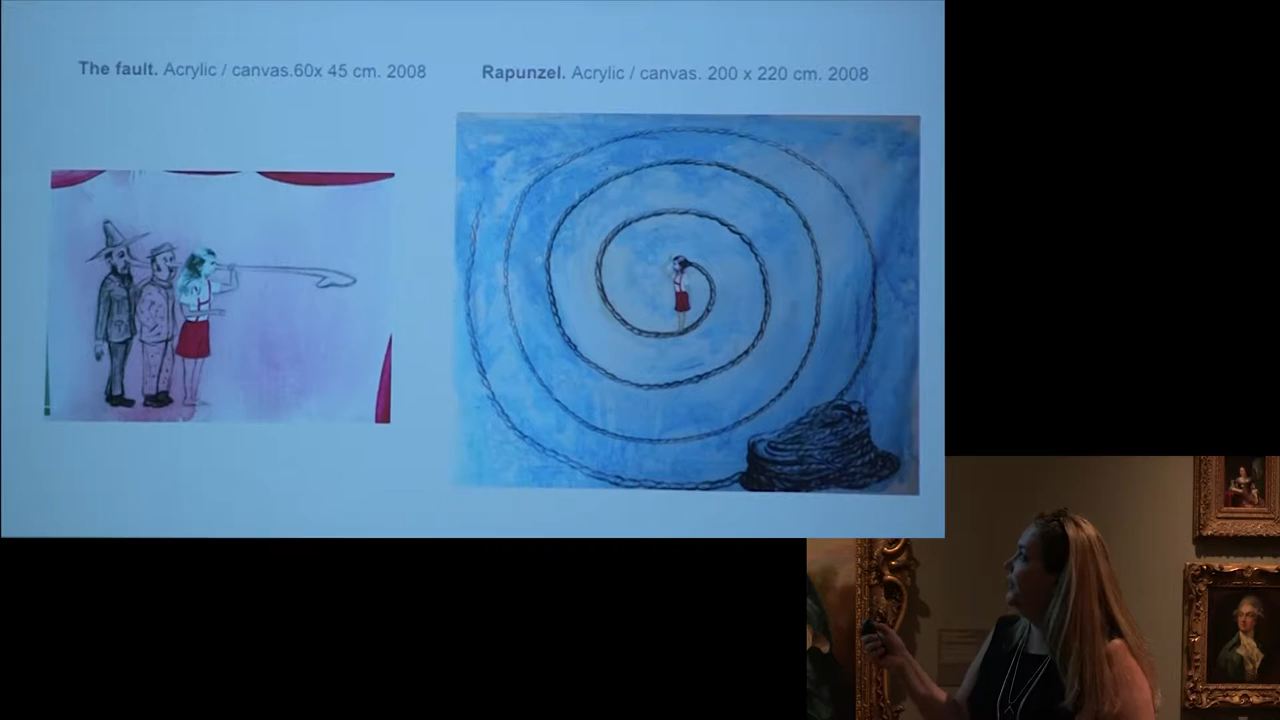 The fault. Acrylic / canvas.60x 45 cm. 2008
Rapunzel. Acrylic / canvas. 200 x 220 cm. 2008